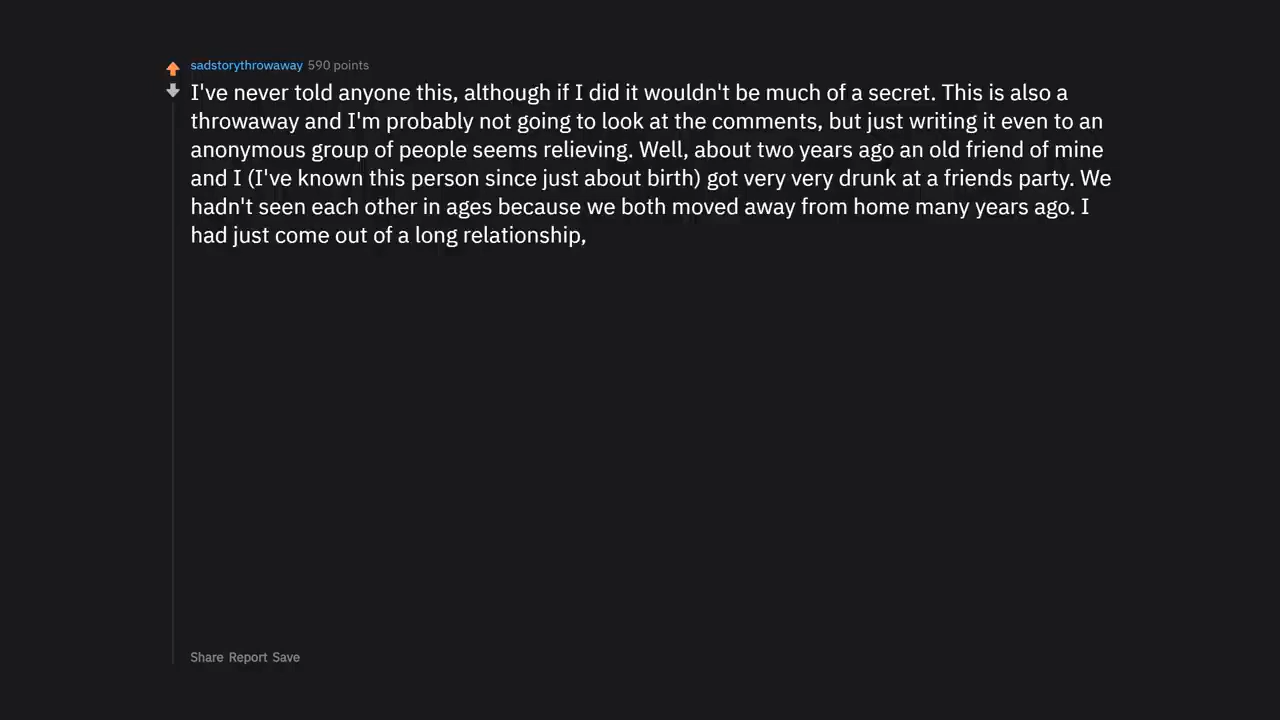 sadstorythrowaway 590 points
I've never told anyone this, although if I did it wouldn't be much of a secret. This is also a
throwaway and I'm probably not going to look at the comments, but just writing it even to an
anonymous group of people seems relieving. Well, about two years ago an old friend of mine
and I (I've known this person since just about birth) got very very drunk at a friends party. We
hadn't seen each other in ages because we both moved away from home many years ago. I
had just come out of a long relationship,
Share Report Save